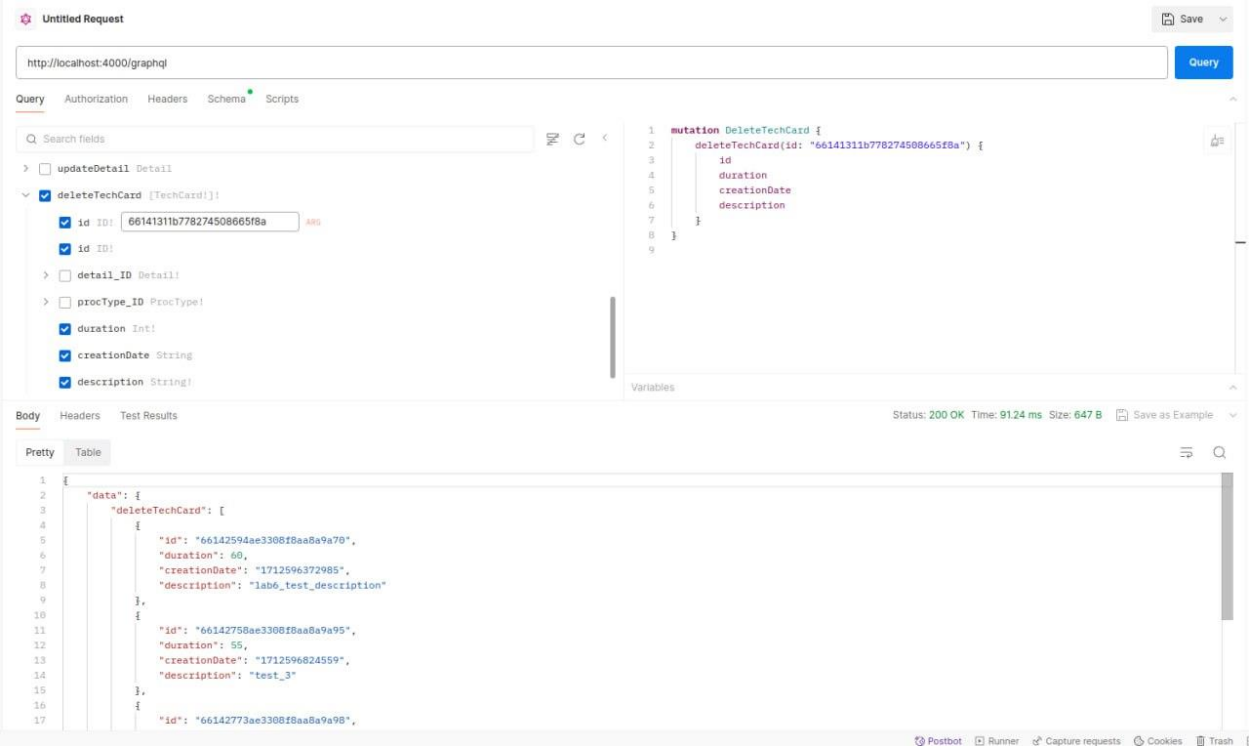 Untitled Request
Save
http://localhost:4000/graphql
Query
Query Authorization Headers Schema Scripts
Search fields
updateDetail Detail
deleteTechCard [TechCard!]!
id ID! 66141311b778274508665f8a ARG
id ID!
detail_ID Detail!
procType_ID ProcType!
duration Int!
creationDate String
description String!
1 mutation DeleteTechCard {
2 deleteTechCard(id: "66141311b778274508665f8a") {
3 id
4 duration
5 creationDate
6 description
7 }
8 }
9
Variables
Body Headers Test Results
Status: 200 OK Time: 91.24 ms Size: 647 B Save as Example
Pretty Table
1 {
2 "data": {
3 "deleteTechCard": [
4 {
5 "id": "66142594ae3308f8aa8a9a70",
6 "duration": 60,
7 "creationDate": "1712596372985",
8 "description": "lab6_test_description"
9 },
10 {
11 "id": "66142758ae3308f8aa8a9a95",
12 "duration": 55,
13 "creationDate": "1712596824559",
14 "description": "test_3"
15 },
16 {
17 "id": "66142773ae3308f8aa8a9a98",
Postbot Runner Capture requests Cookies Trash